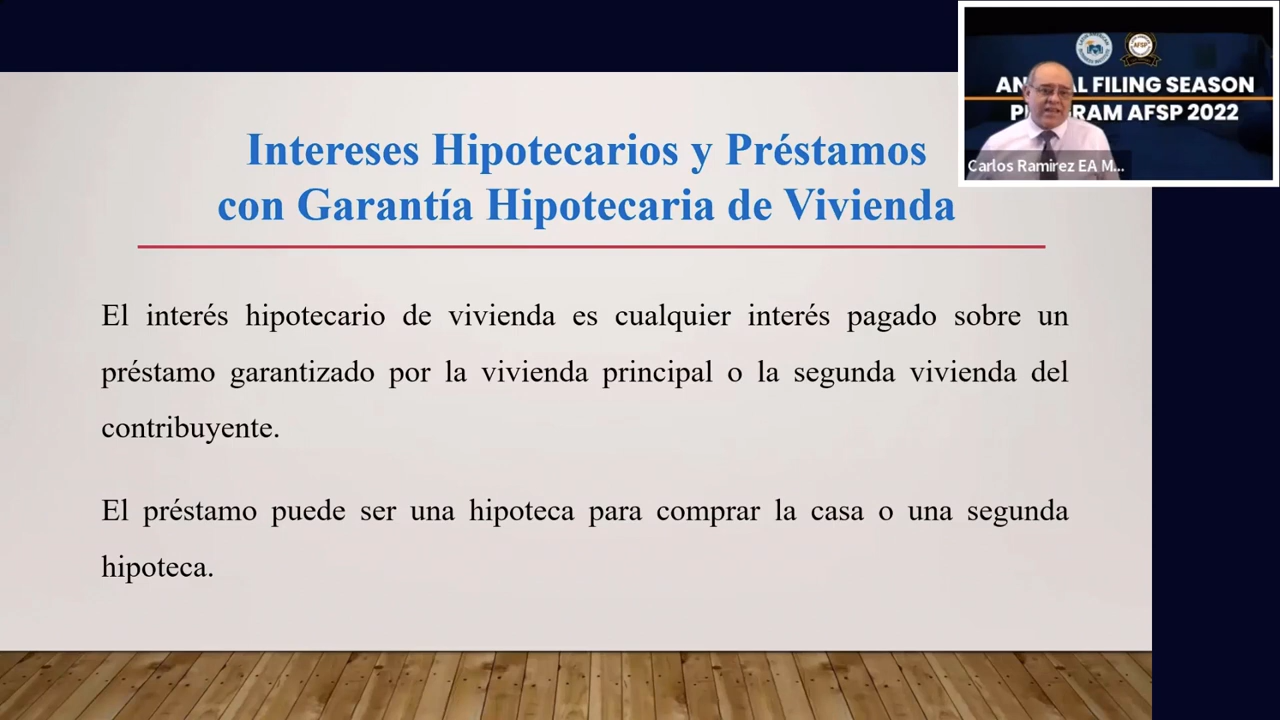 Intereses Hipotecarios y Préstamos
con Garantía Hipotecaria de Vivienda
El interés hipotecario de vivienda es cualquier interés pagado sobre un
préstamo garantizado por la vivienda principal o la segunda vivienda del
contribuyente.
El préstamo puede ser una hipoteca para comprar la casa o una segunda
hipoteca.
AFSP
FILING SEASON
AFSP 2022
Carlos Ramirez EA M...